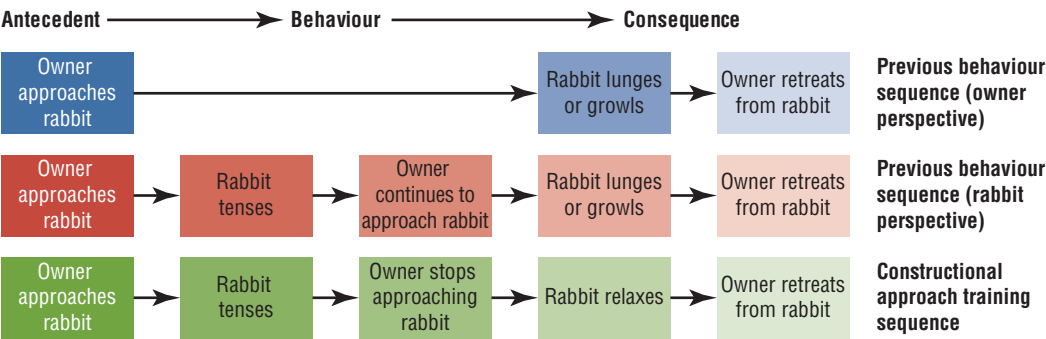 Antecedent Behaviour Consequence
Owner
approaches
rabbit
Rabbit lunges
or growls
Owner retreats
from rabbit
Previous behaviour
sequence (owner
perspective)
Owner
approaches
rabbit
Rabbit
tenses
Owner
continues to
approach rabbit
Rabbit lunges
or growls
Owner retreats
from rabbit
Previous behaviour
sequence (rabbit
perspective)
Owner
approaches
rabbit
Rabbit
tenses
Owner stops
approaching
rabbit
Rabbit relaxes
Owner retreats
from rabbit
Constructional
approach training
sequence